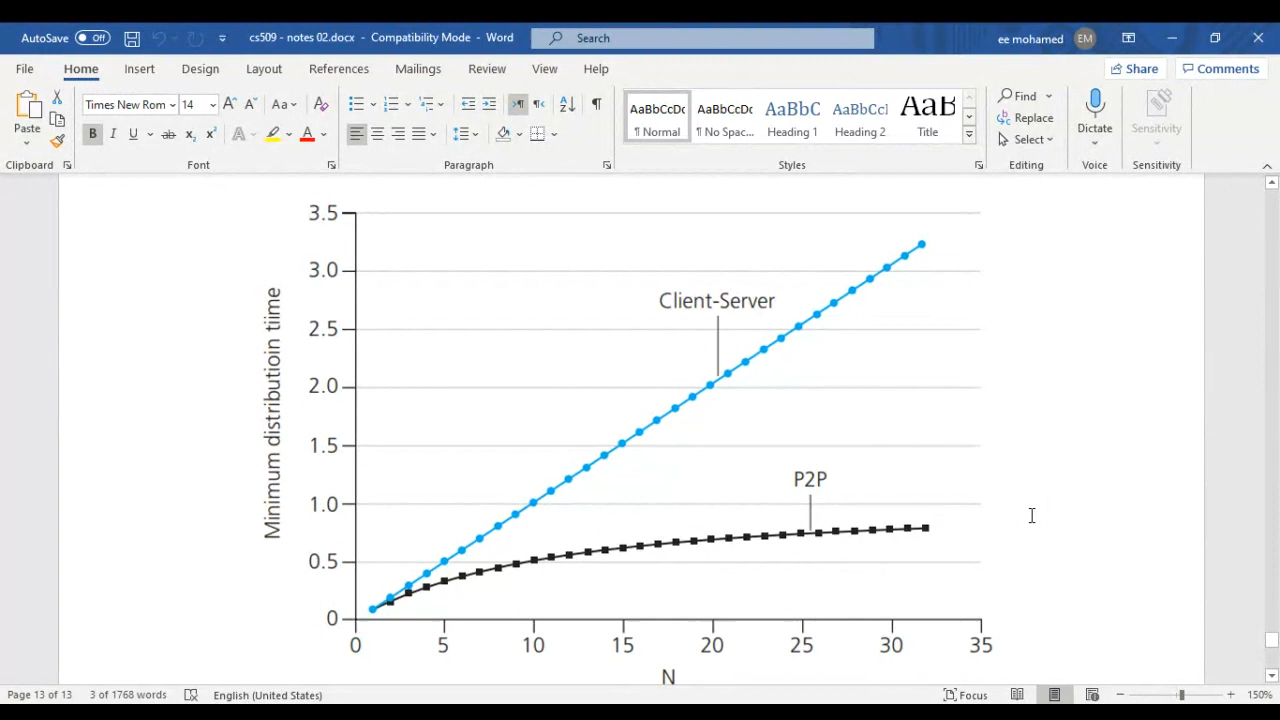 AutoSave Off cs509 - notes 02.docx - Compatibility Mode - Word Search ee mohamed EM
File Home Insert Design Layout References Mailings Review View Help Share Comments
Paste Times New Rom 14 Aa AaBbCcDc AaBbCcDc AaBbC AaBbCcI AaB Find Dictate Sensitivity
¶ Normal ¶ No Spac... Heading 1 Heading 2 Title Replace
Select
Clipboard Font Paragraph Styles Editing Voice Sensitivity
3.5
3.0
2.5
2.0
1.5
1.0
0.5
0
Minimum distributioin tiime
Client-Server
P2P
0 5 10 15 20 25 30 35
N
Page 13 of 13 3 of 1768 words English (United States) Focus 150%